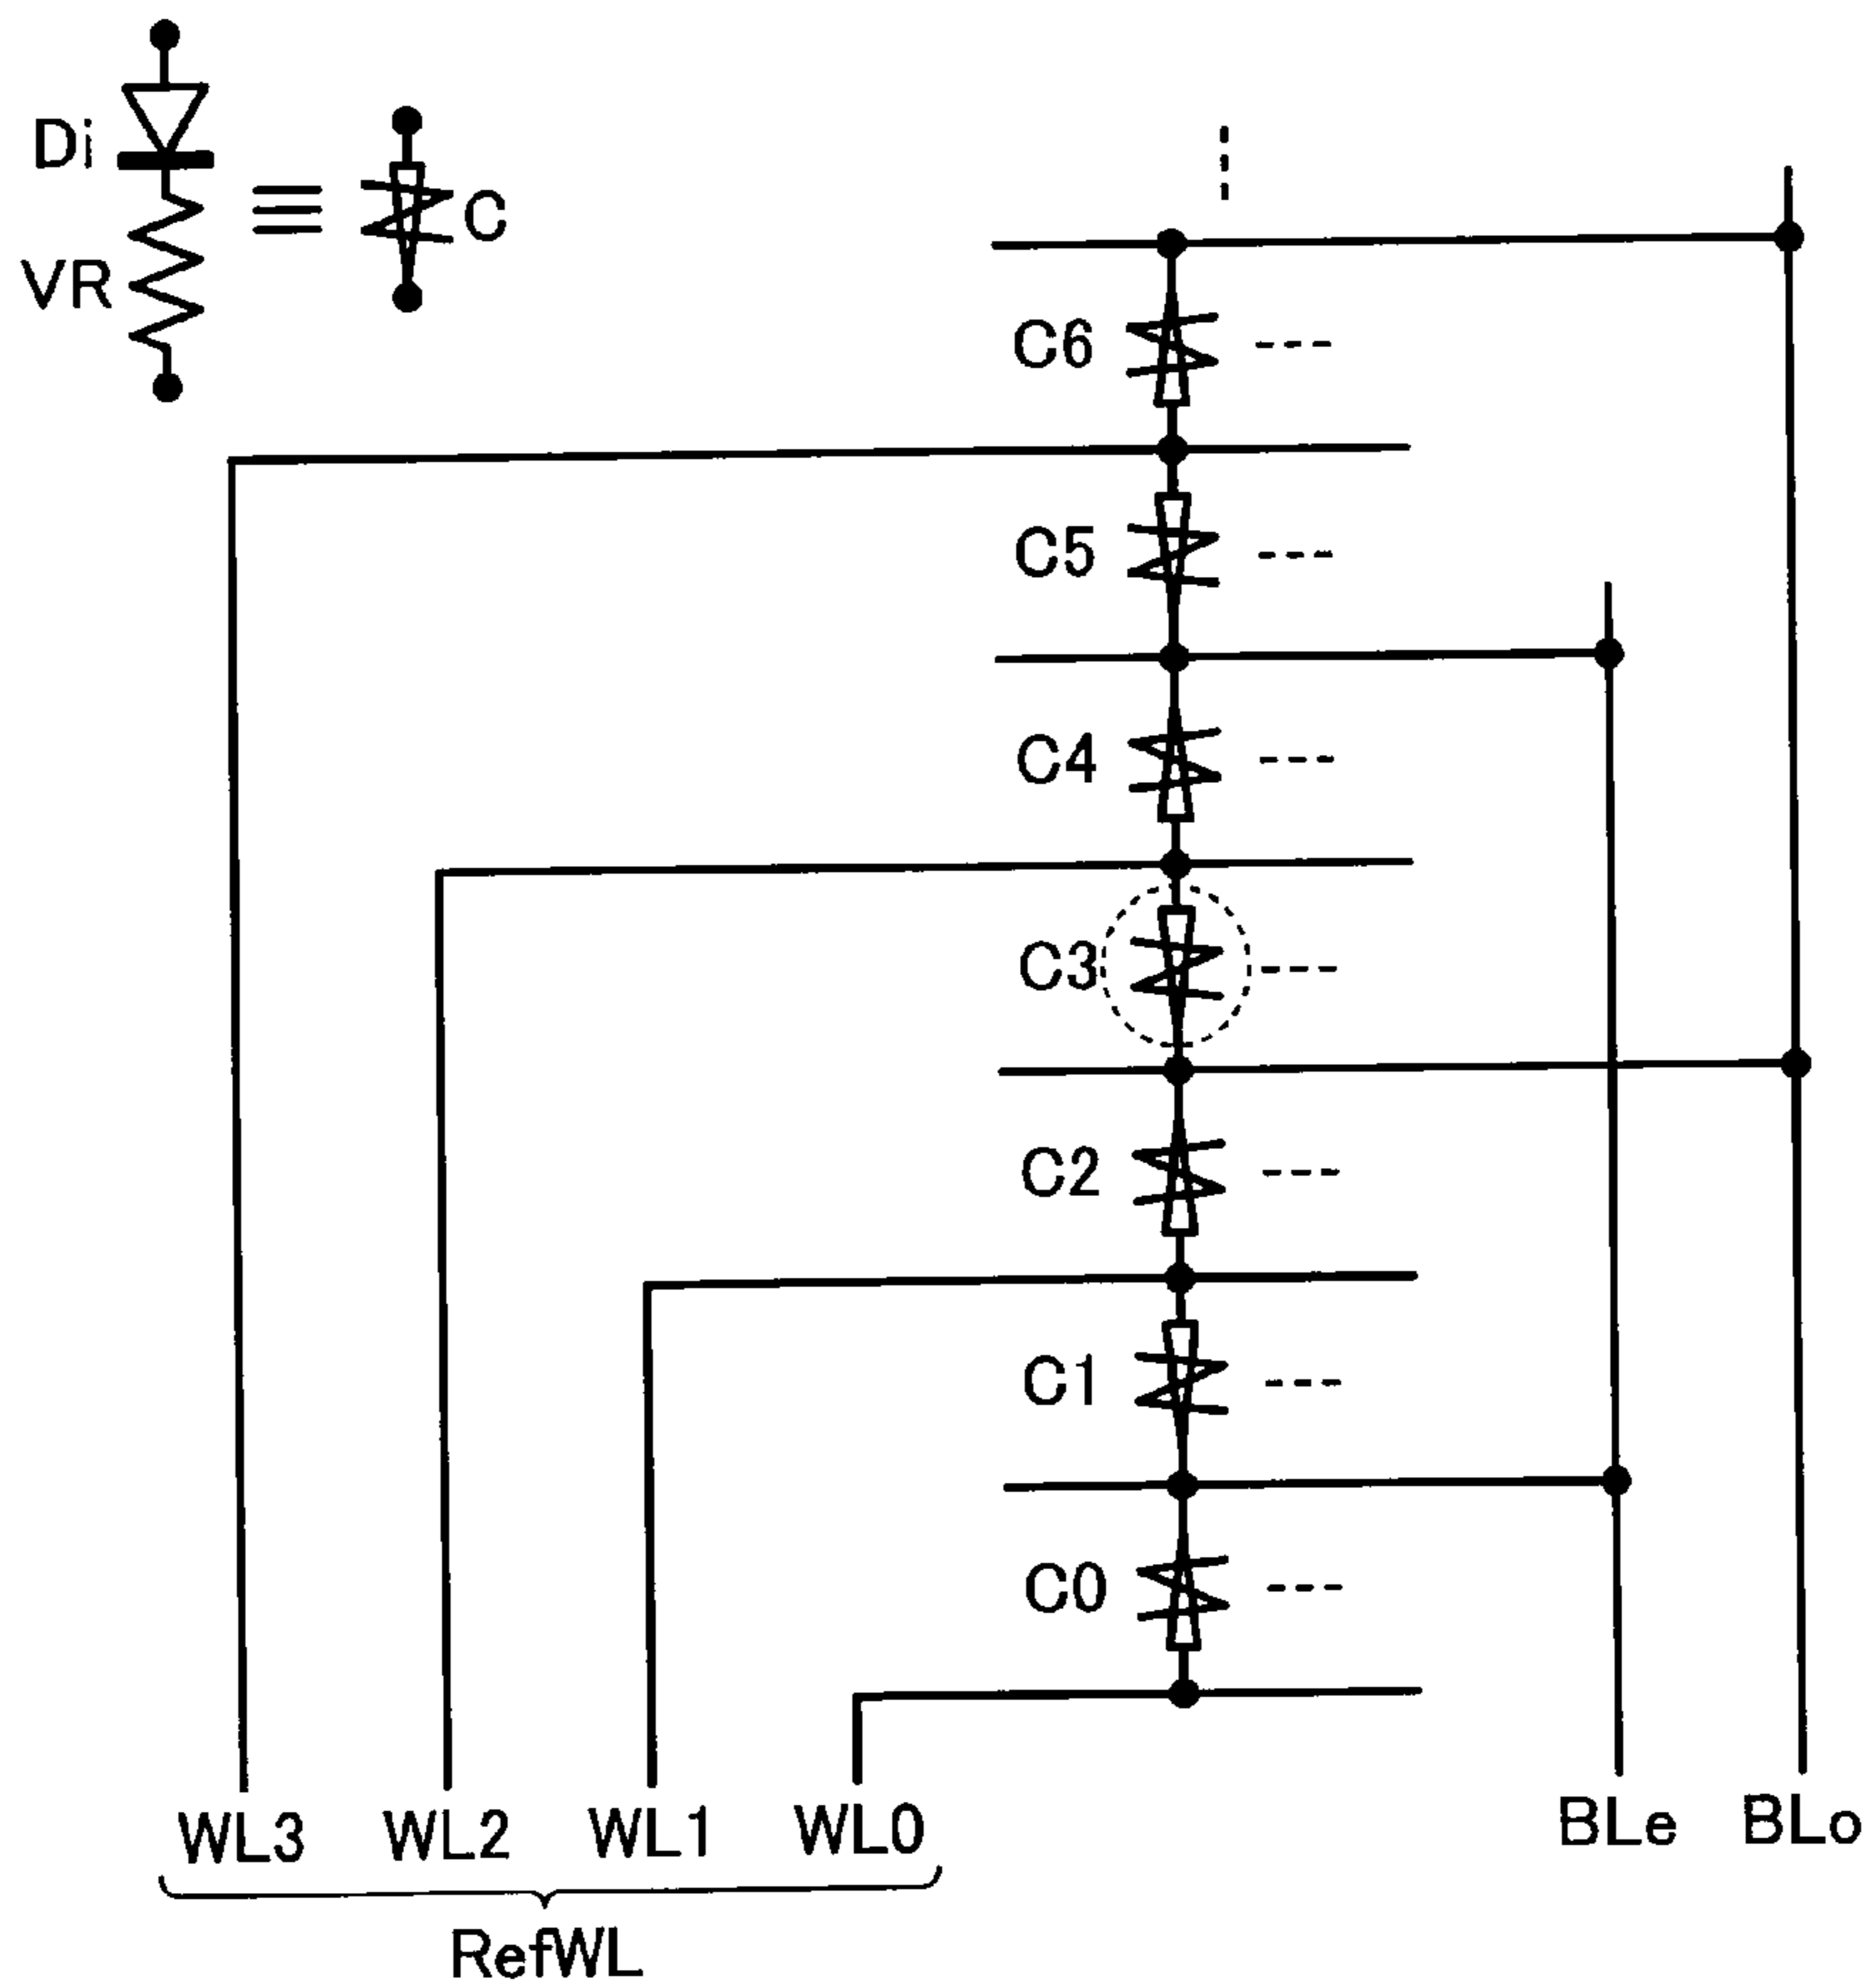 Di
VR
≡
C
C6
C5
C4
C3
C2
C1
C0
WL3 WL2 WL1 WL0 BLe BLo
RefWL